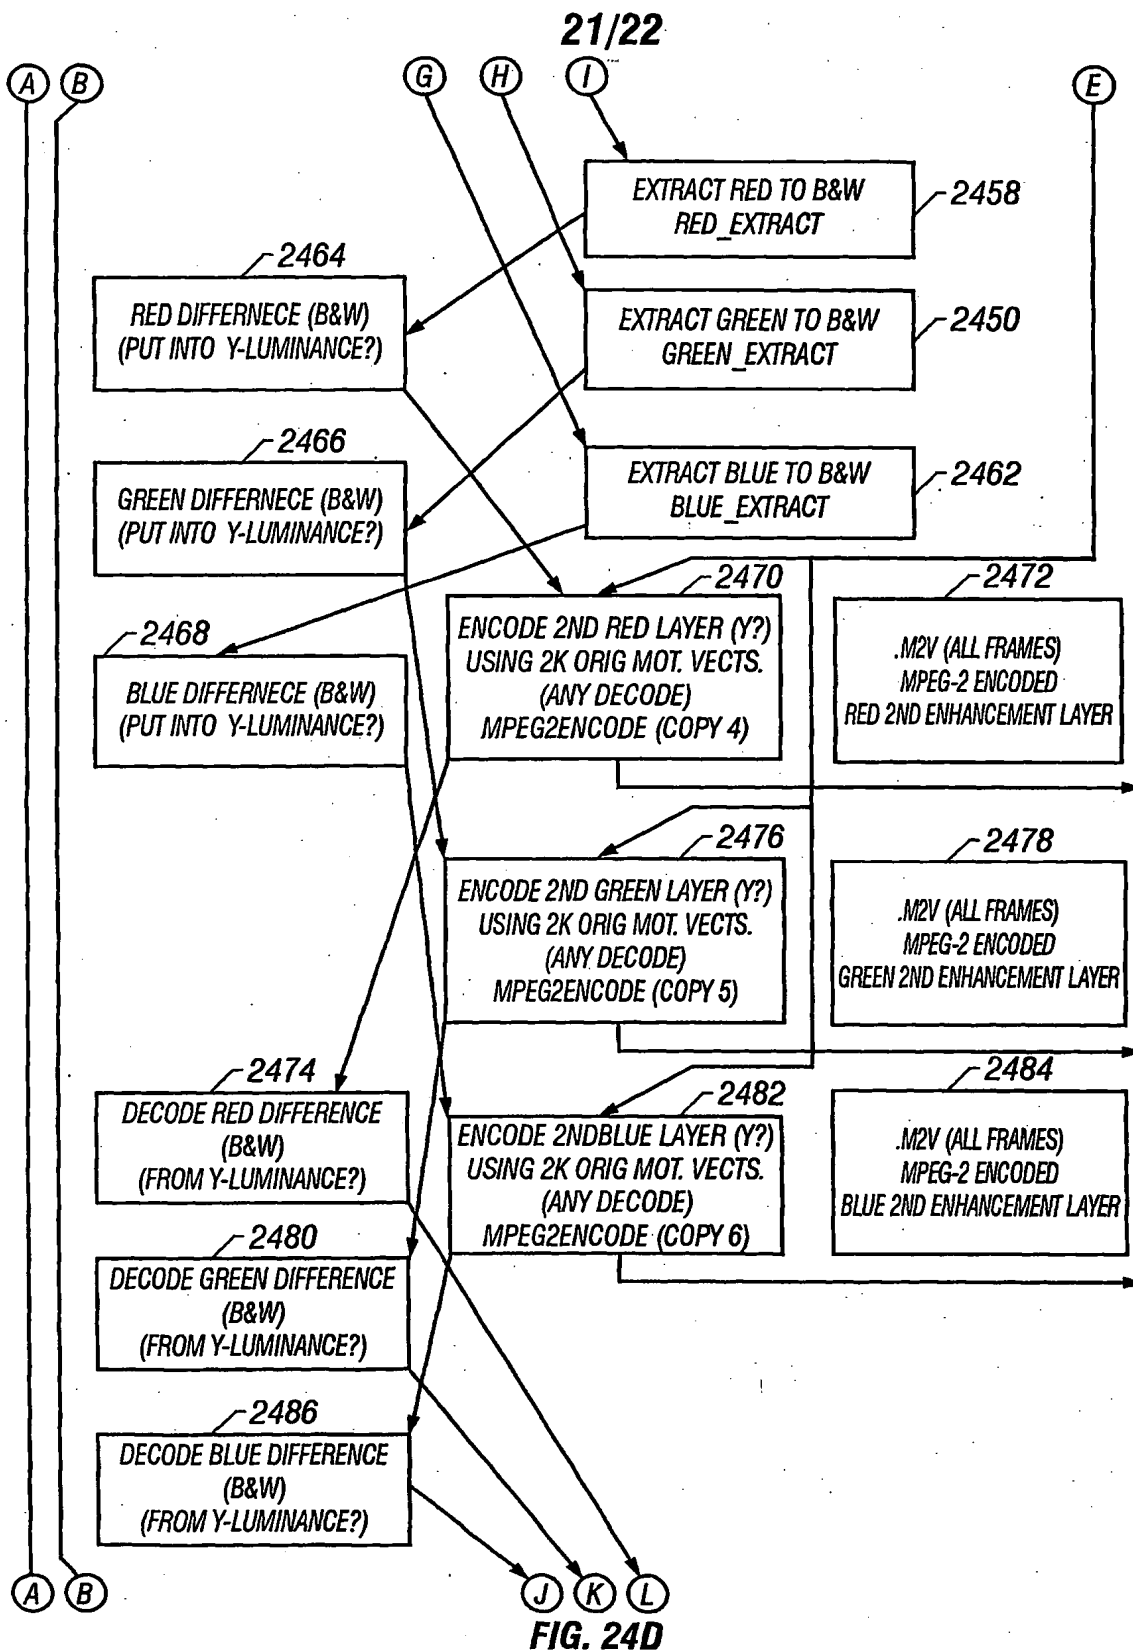 21/22
A B G H I E
EXTRACT RED TO B&W
RED_EXTRACT
2458
2464
RED DIFFERNECE (B&W)
(PUT INTO Y-LUMINANCE?)
EXTRACT GREEN TO B&W
GREEN_EXTRACT
2450
2466
GREEN DIFFERNECE (B&W)
(PUT INTO Y-LUMINANCE?)
EXTRACT BLUE TO B&W
BLUE_EXTRACT
2462
2468
BLUE DIFFERNECE (B&W)
(PUT INTO Y-LUMINANCE?)
2470
ENCODE 2ND RED LAYER (Y?)
USING 2K ORIG MOT. VECTS.
(ANY DECODE)
MPEG2ENCODE (COPY 4)
2472
.M2V (ALL FRAMES)
MPEG-2 ENCODED
RED 2ND ENHANCEMENT LAYER
2476
ENCODE 2ND GREEN LAYER (Y?)
USING 2K ORIG MOT. VECTS.
(ANY DECODE)
MPEG2ENCODE (COPY 5)
2478
.M2V (ALL FRAMES)
MPEG-2 ENCODED
GREEN 2ND ENHANCEMENT LAYER
2474
DECODE RED DIFFERENCE
(B&W)
(FROM Y-LUMINANCE?)
2482
ENCODE 2NDBLUE LAYER (Y?)
USING 2K ORIG MOT. VECTS.
(ANY DECODE)
MPEG2ENCODE (COPY 6)
2484
.M2V (ALL FRAMES)
MPEG-2 ENCODED
BLUE 2ND ENHANCEMENT LAYER
2480
DECODE GREEN DIFFERENCE
(B&W)
(FROM Y-LUMINANCE?)
2486
DECODE BLUE DIFFERENCE
(B&W)
(FROM Y-LUMINANCE?)
A B J K L
FIG. 24D